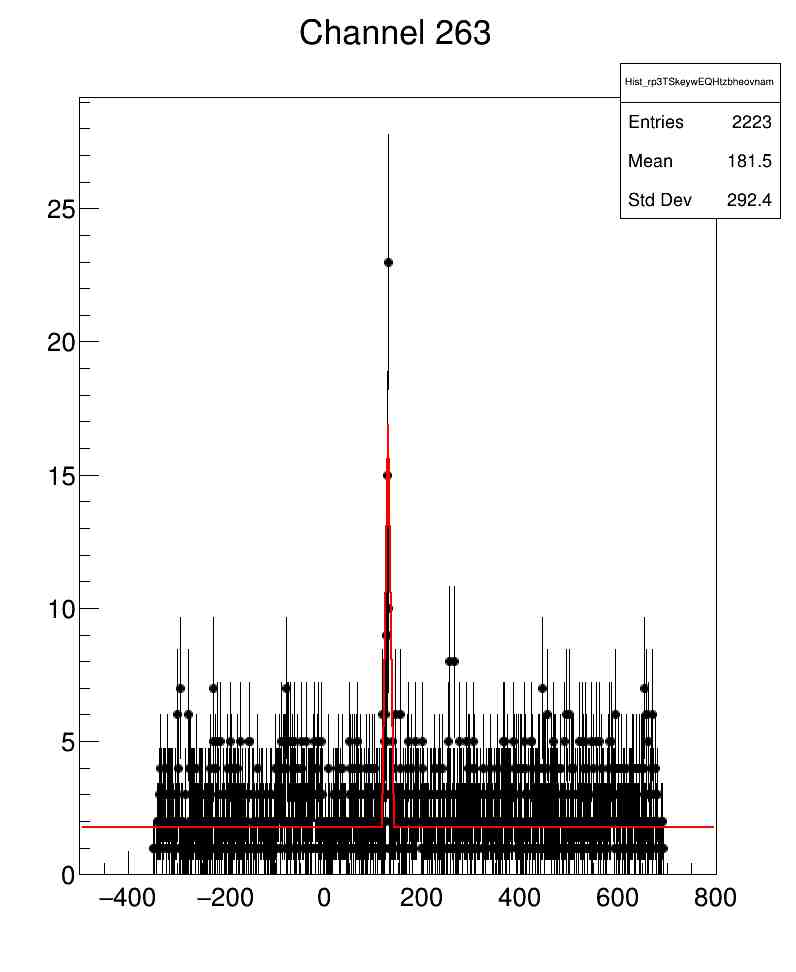 Channel 263
Hist_rp3TSkeywEQHtzbheovnam
Entries 2223
Mean 181.5
Std Dev 292.4
25
20
15
10
5
0
−400 −200 0 200 400 600 800